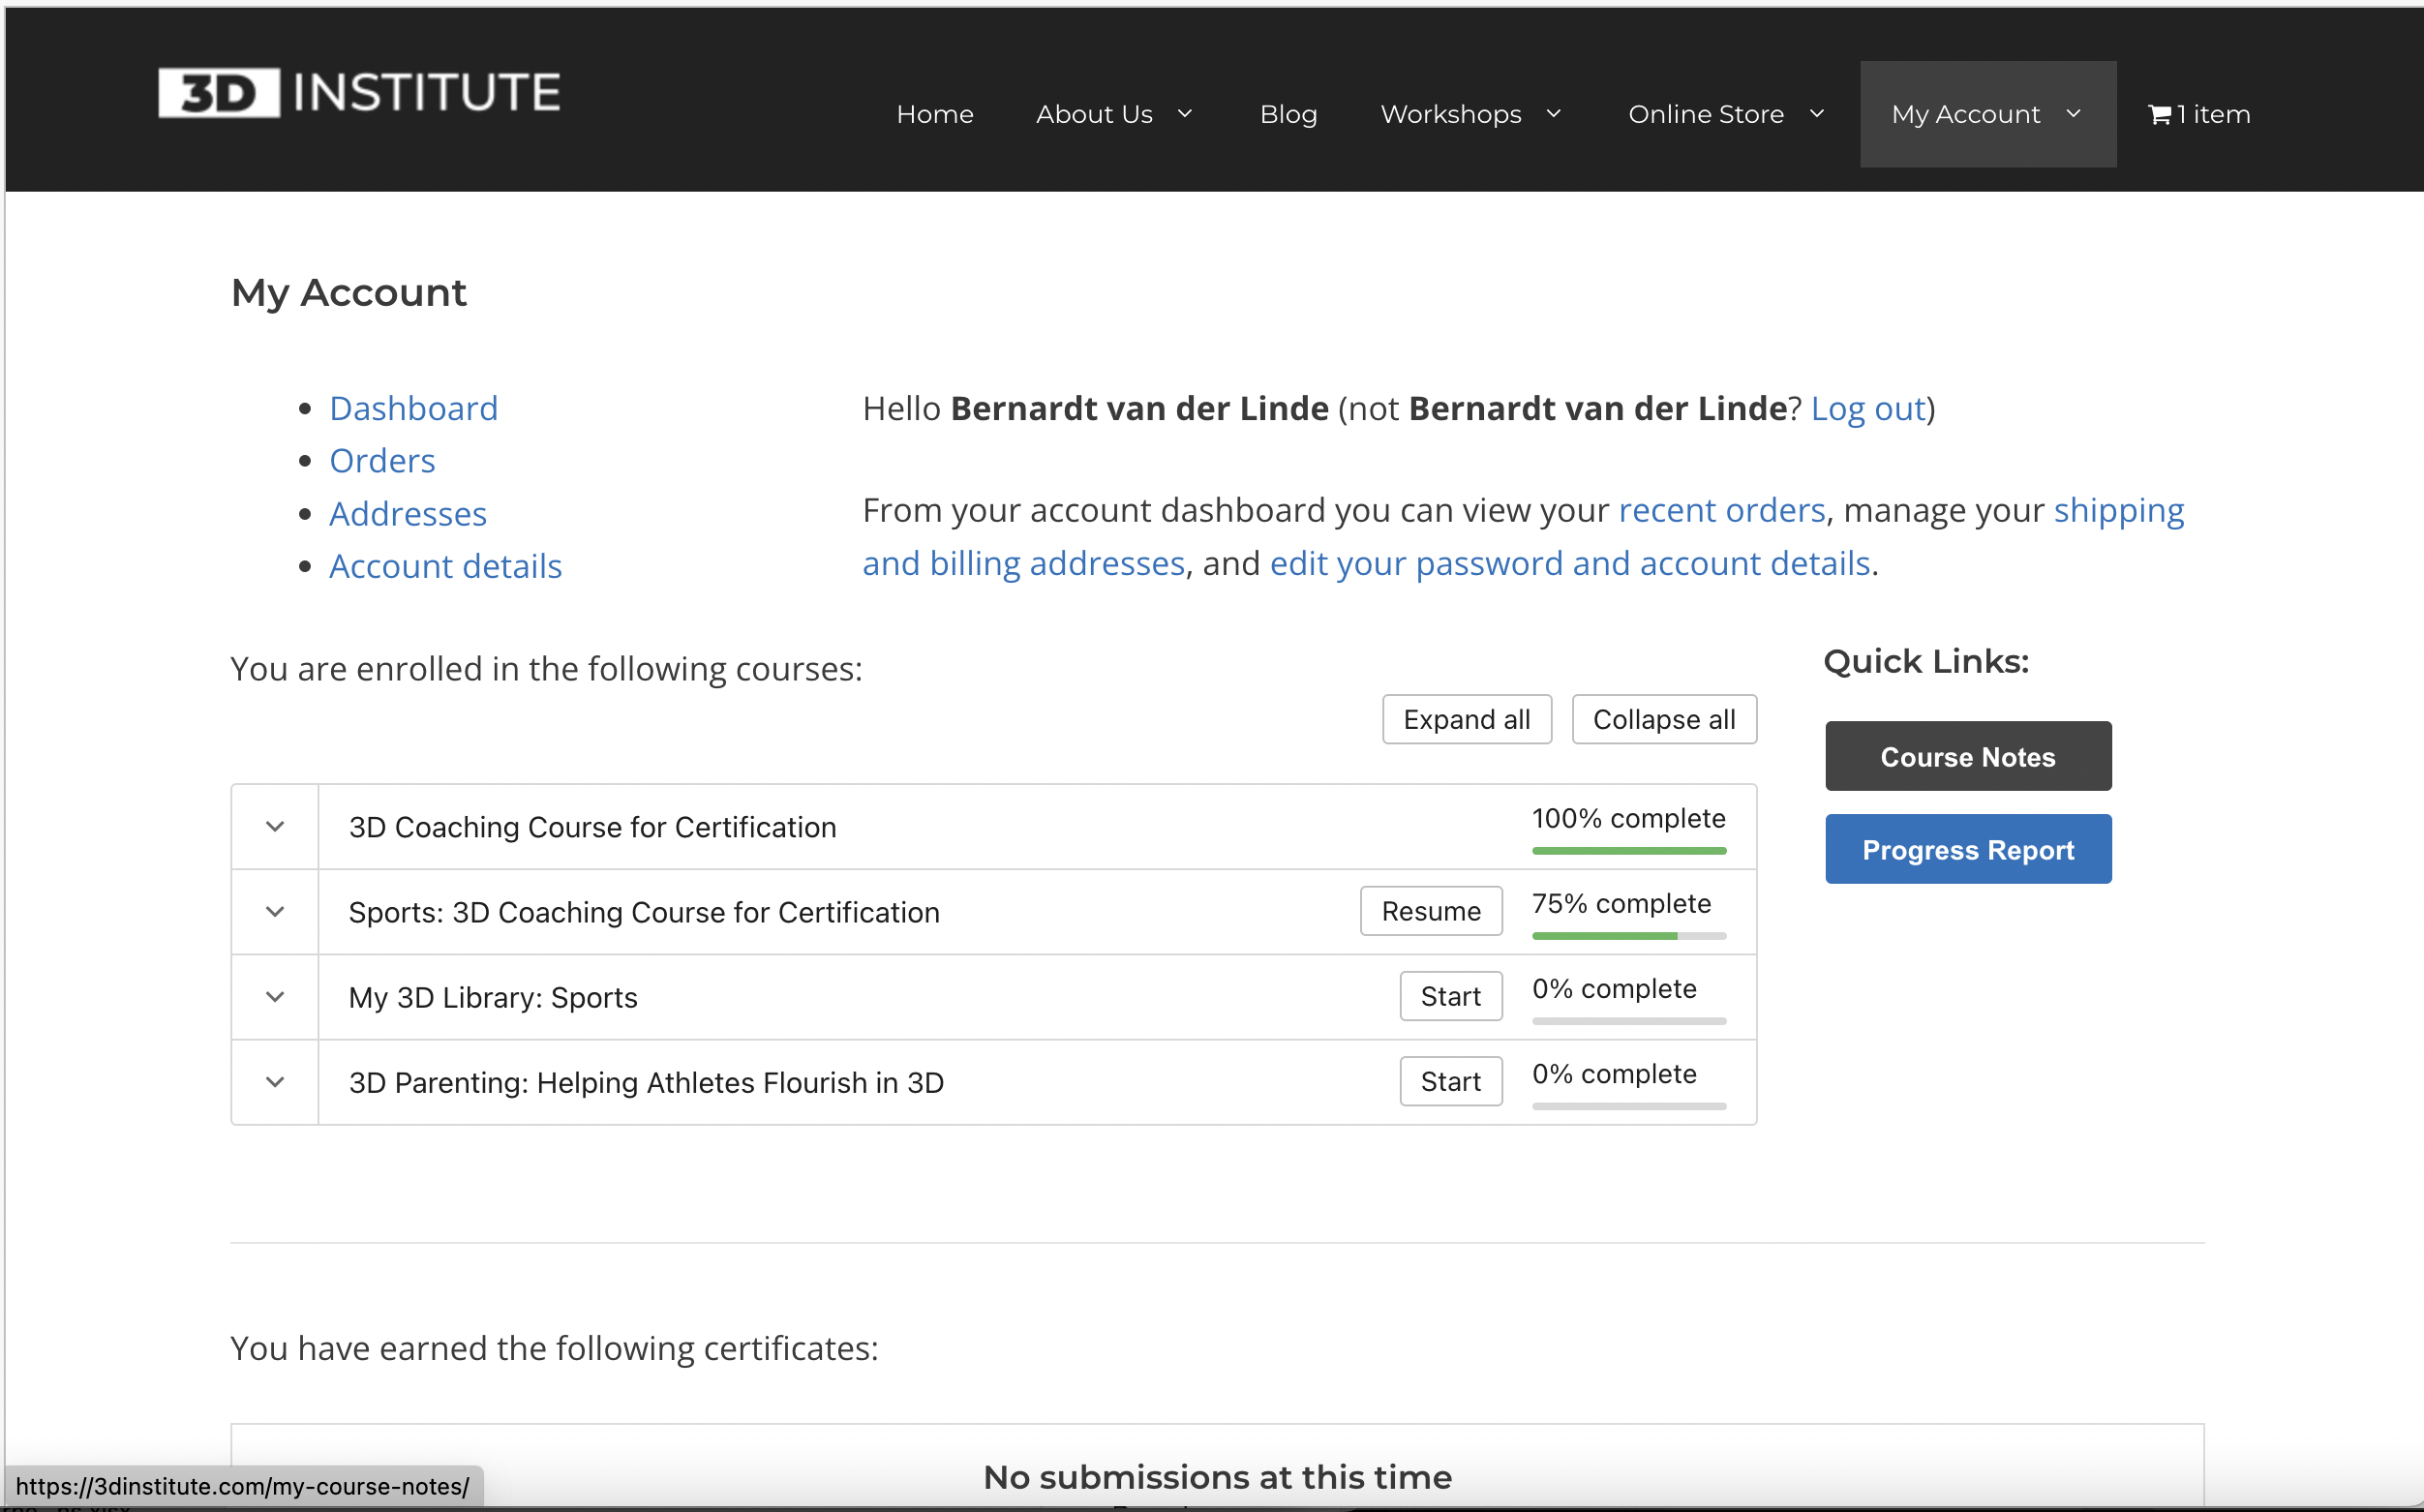 3D INSTITUTE
Home About Us Blog Workshops Online Store My Account 1 item
My Account
Dashboard
Orders
Addresses
Account details
Hello Bernardt van der Linde (not Bernardt van der Linde? Log out)
From your account dashboard you can view your recent orders, manage your shipping
and billing addresses, and edit your password and account details.
You are enrolled in the following courses:
Expand all Collapse all
3D Coaching Course for Certification 100% complete
Sports: 3D Coaching Course for Certification Resume 75% complete
My 3D Library: Sports Start 0% complete
3D Parenting: Helping Athletes Flourish in 3D Start 0% complete
Quick Links:
Course Notes
Progress Report
You have earned the following certificates:
No submissions at this time
https://3dinstitute.com/my-course-notes/